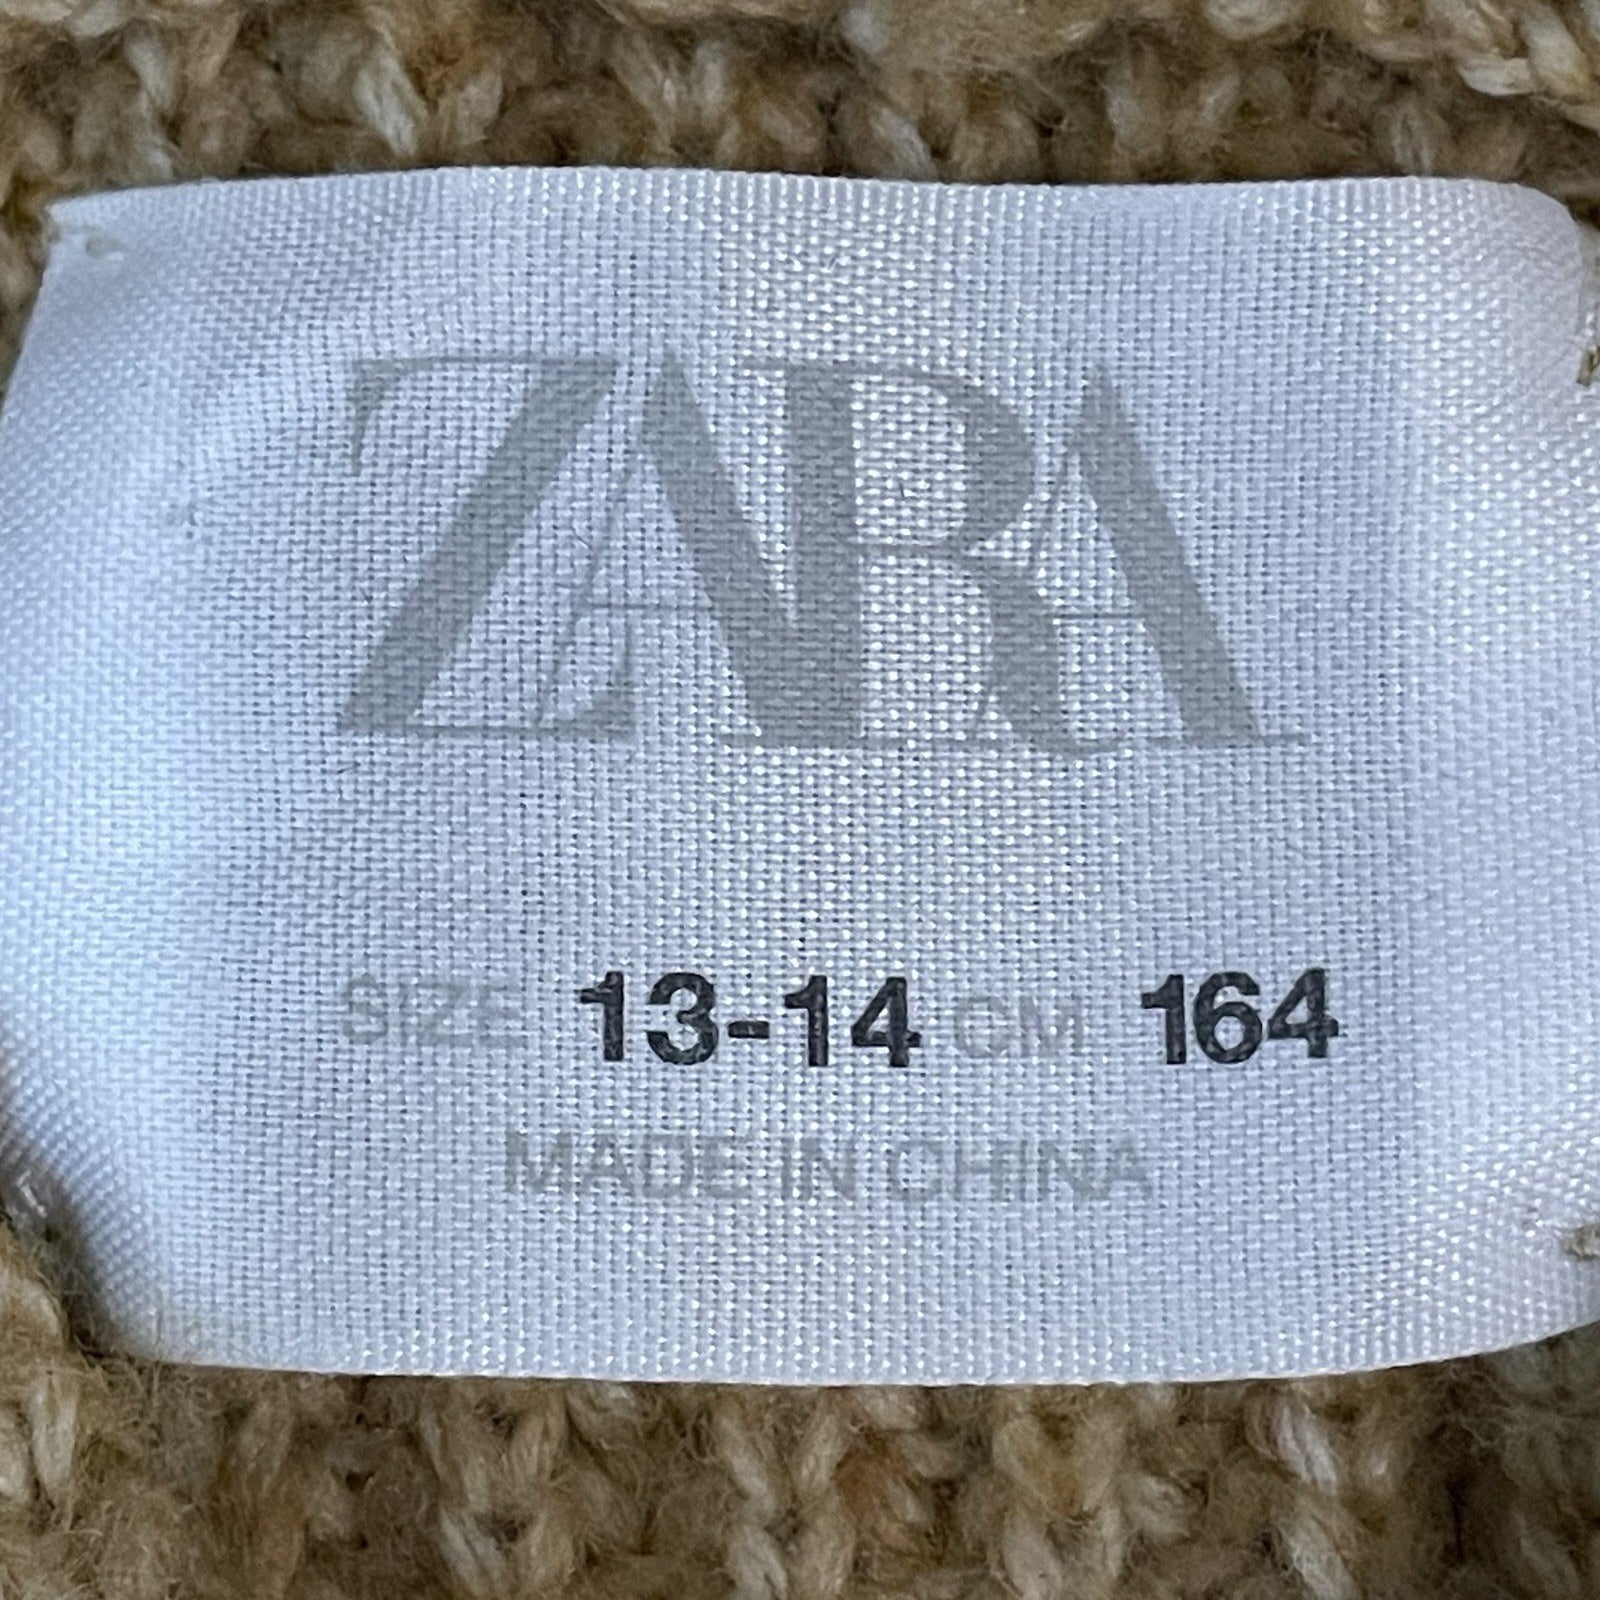 ZARA
SIZE 13-14 CM 164
MADE IN CHINA